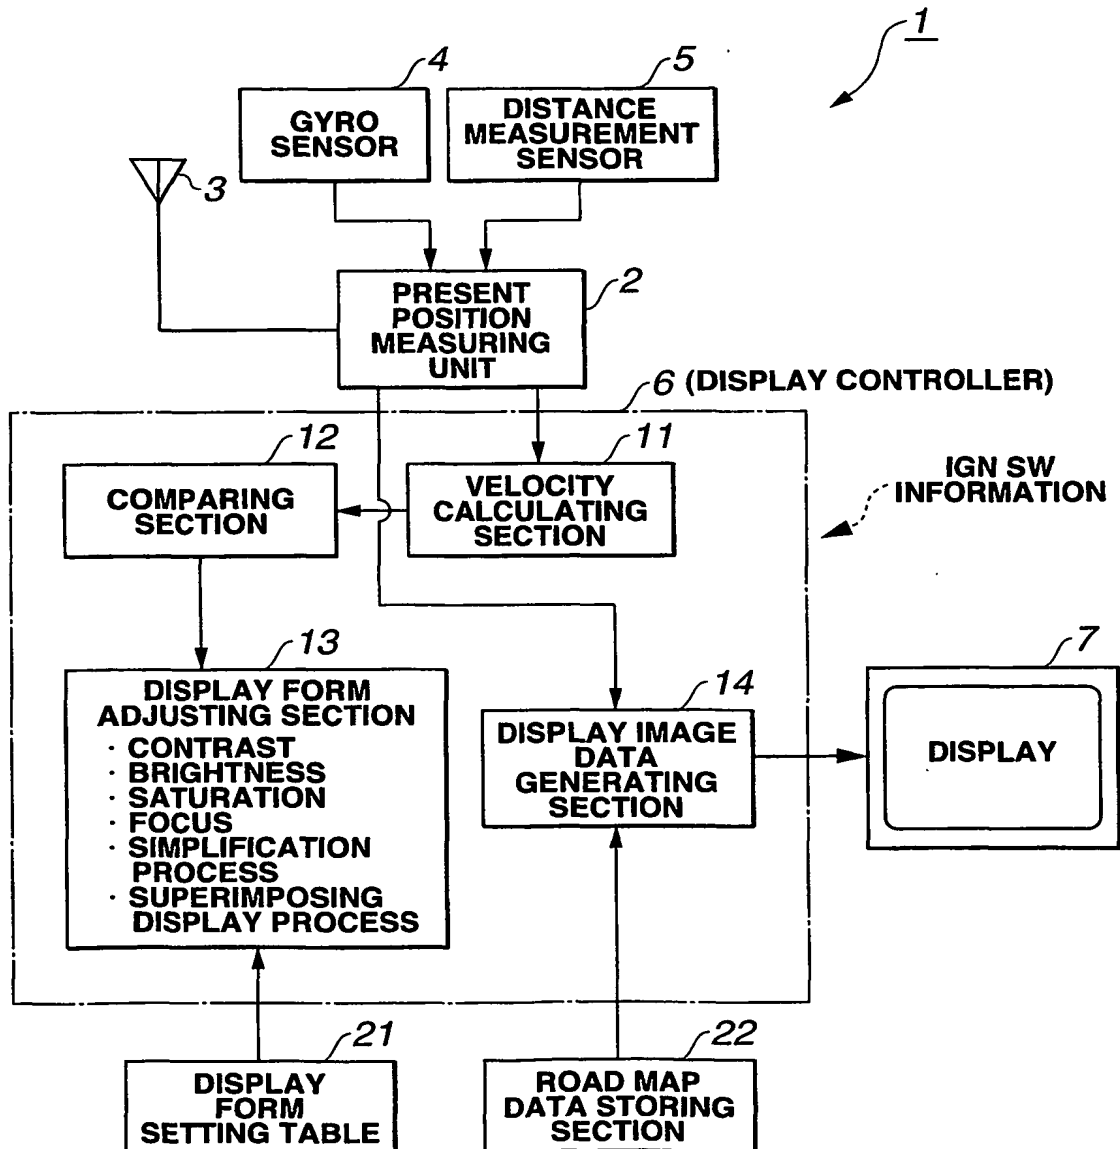 1
4
5
GYRO
SENSOR
DISTANCE
MEASUREMENT
SENSOR
3
2
PRESENT
POSITION
MEASURING
UNIT
6 (DISPLAY CONTROLLER)
12
11
COMPARING
SECTION
VELOCITY
CALCULATING
SECTION
IGN SW
INFORMATION
13
DISPLAY FORM
ADJUSTING SECTION
· CONTRAST
· BRIGHTNESS
· SATURATION
· FOCUS
· SIMPLIFICATION
PROCESS
· SUPERIMPOSING
DISPLAY PROCESS
14
DISPLAY IMAGE
DATA
GENERATING
SECTION
7
DISPLAY
21
DISPLAY
FORM
SETTING TABLE
22
ROAD MAP
DATA STORING
SECTION